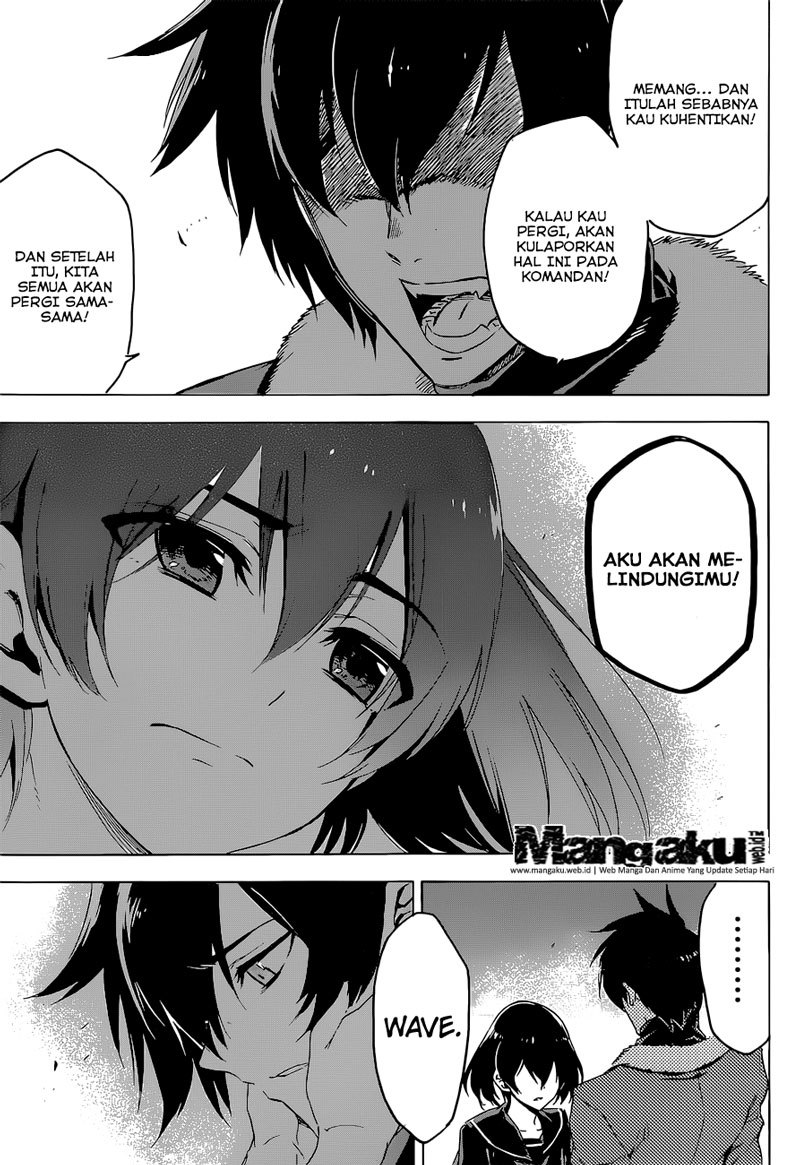 MEMANG... DAN
ITULAH SEBABNYA
KAU KUHENTIKAN!
KALAU KAU
PERGI, AKAN
KULAPORKAN
HAL INI PADA
KOMANDAN!
DAN SETELAH
ITU, KITA
SEMUA AKAN
PERGI SAMA-
SAMA!
AKU AKAN ME-
LINDUNGIMU!
Mangaku
WEB.ID
www.mangaku.web.id | Web Manga Dan Anime Yang Update Setiap Hari
.........
WAVE.